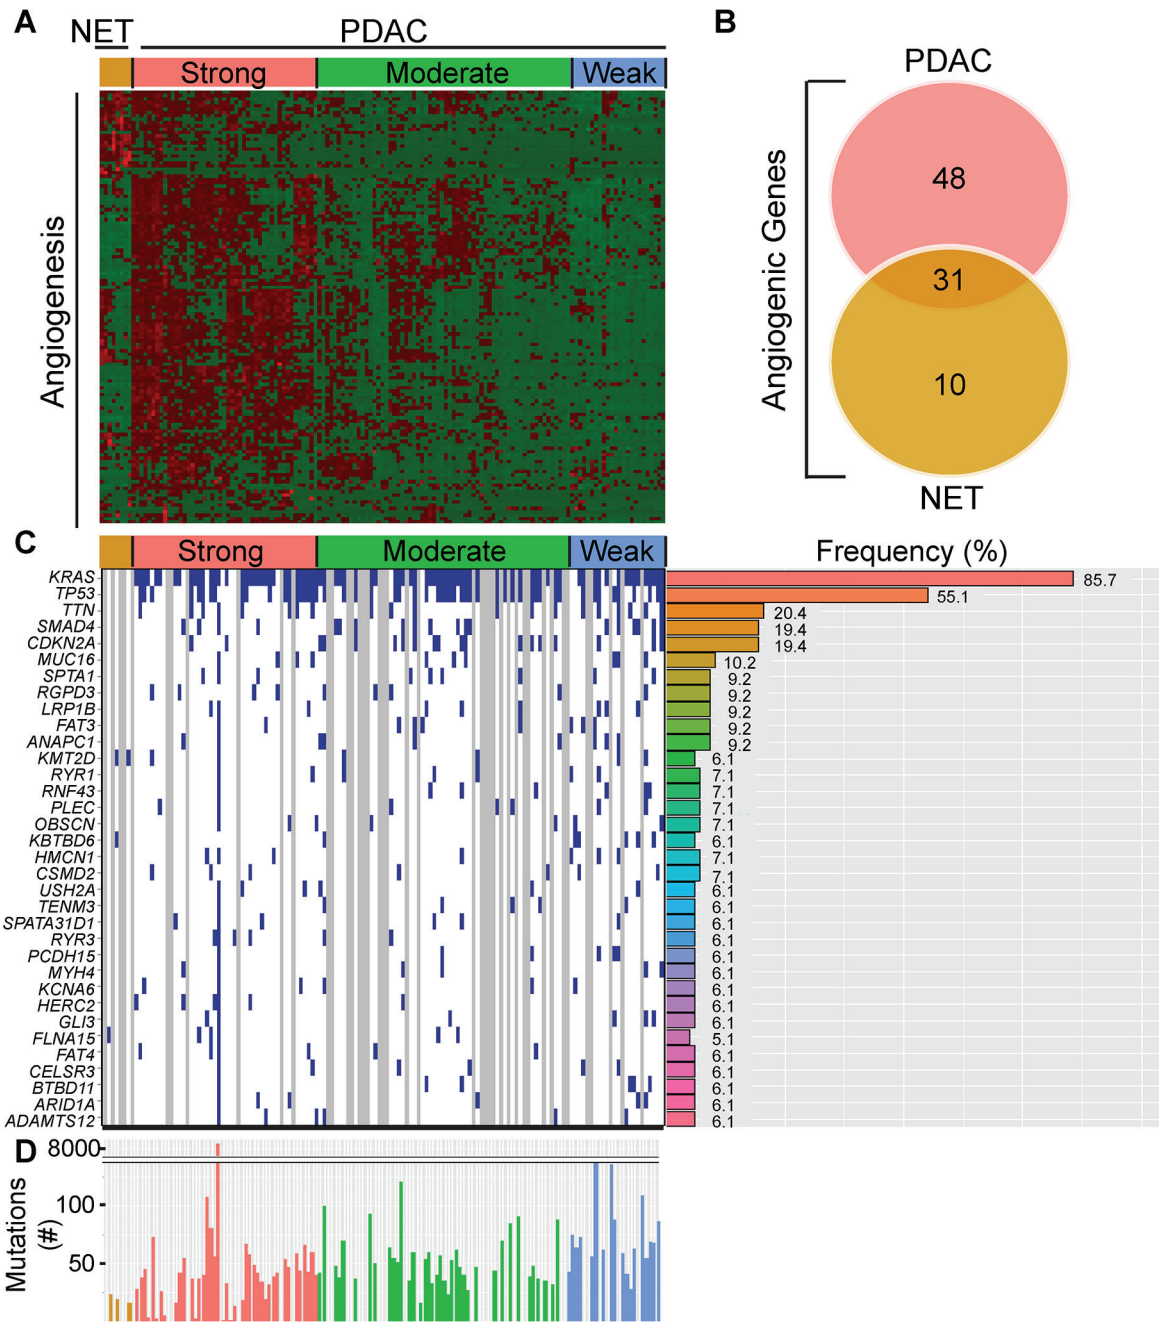 A
NET
PDAC
Strong
Moderate
Weak
Angiogenesis
B
PDAC
48
31
10
NET
Angiogenic Genes
C
Strong
Moderate
Weak
Frequency (%)
KRAS 85.7
TP53 55.1
TTN 20.4
SMAD4 19.4
CDKN2A 19.4
MUC16 10.2
SPTA1 9.2
RGPD3 9.2
LRP1B 9.2
FAT3 9.2
ANAPC1 9.2
KMT2D 6.1
RYR1 7.1
RNF43 7.1
PLEC 7.1
OBSCN 7.1
KBTBD6 6.1
HMCN1 7.1
CSMD2 7.1
USH2A 6.1
TENM3 6.1
SPATA31D1 6.1
RYR3 6.1
PCDH15 6.1
MYH4 6.1
KCNA6 6.1
HERC2 6.1
GLI3 6.1
FLNA15 5.1
FAT4 6.1
CELSR3 6.1
BTBD11 6.1
ARID1A 6.1
ADAMTS12 6.1
D
8000
100
50
Mutations
(#)